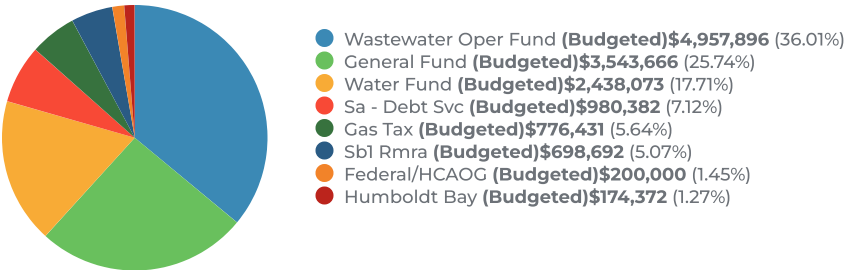 Wastewater Oper Fund (Budgeted)$4,957,896 (36.01%)
General Fund (Budgeted)$3,543,666 (25.74%)
Water Fund (Budgeted)$2,438,073 (17.71%)
Sa - Debt Svc (Budgeted)$980,382 (7.12%)
Gas Tax (Budgeted)$776,431 (5.64%)
Sb1 Rmra (Budgeted)$698,692 (5.07%)
Federal/HCAOG (Budgeted)$200,000 (1.45%)
Humboldt Bay (Budgeted)$174,372 (1.27%)